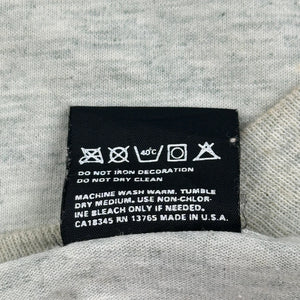 40°C
DO NOT IRON DECORATION
DO NOT DRY CLEAN
MACHINE WASH WARM, TUMBLE
DRY MEDIUM. USE NON-CHLOR-
INE BLEACH ONLY IF NEEDED.
CA18345 RN 13765 MADE IN U.S.A.